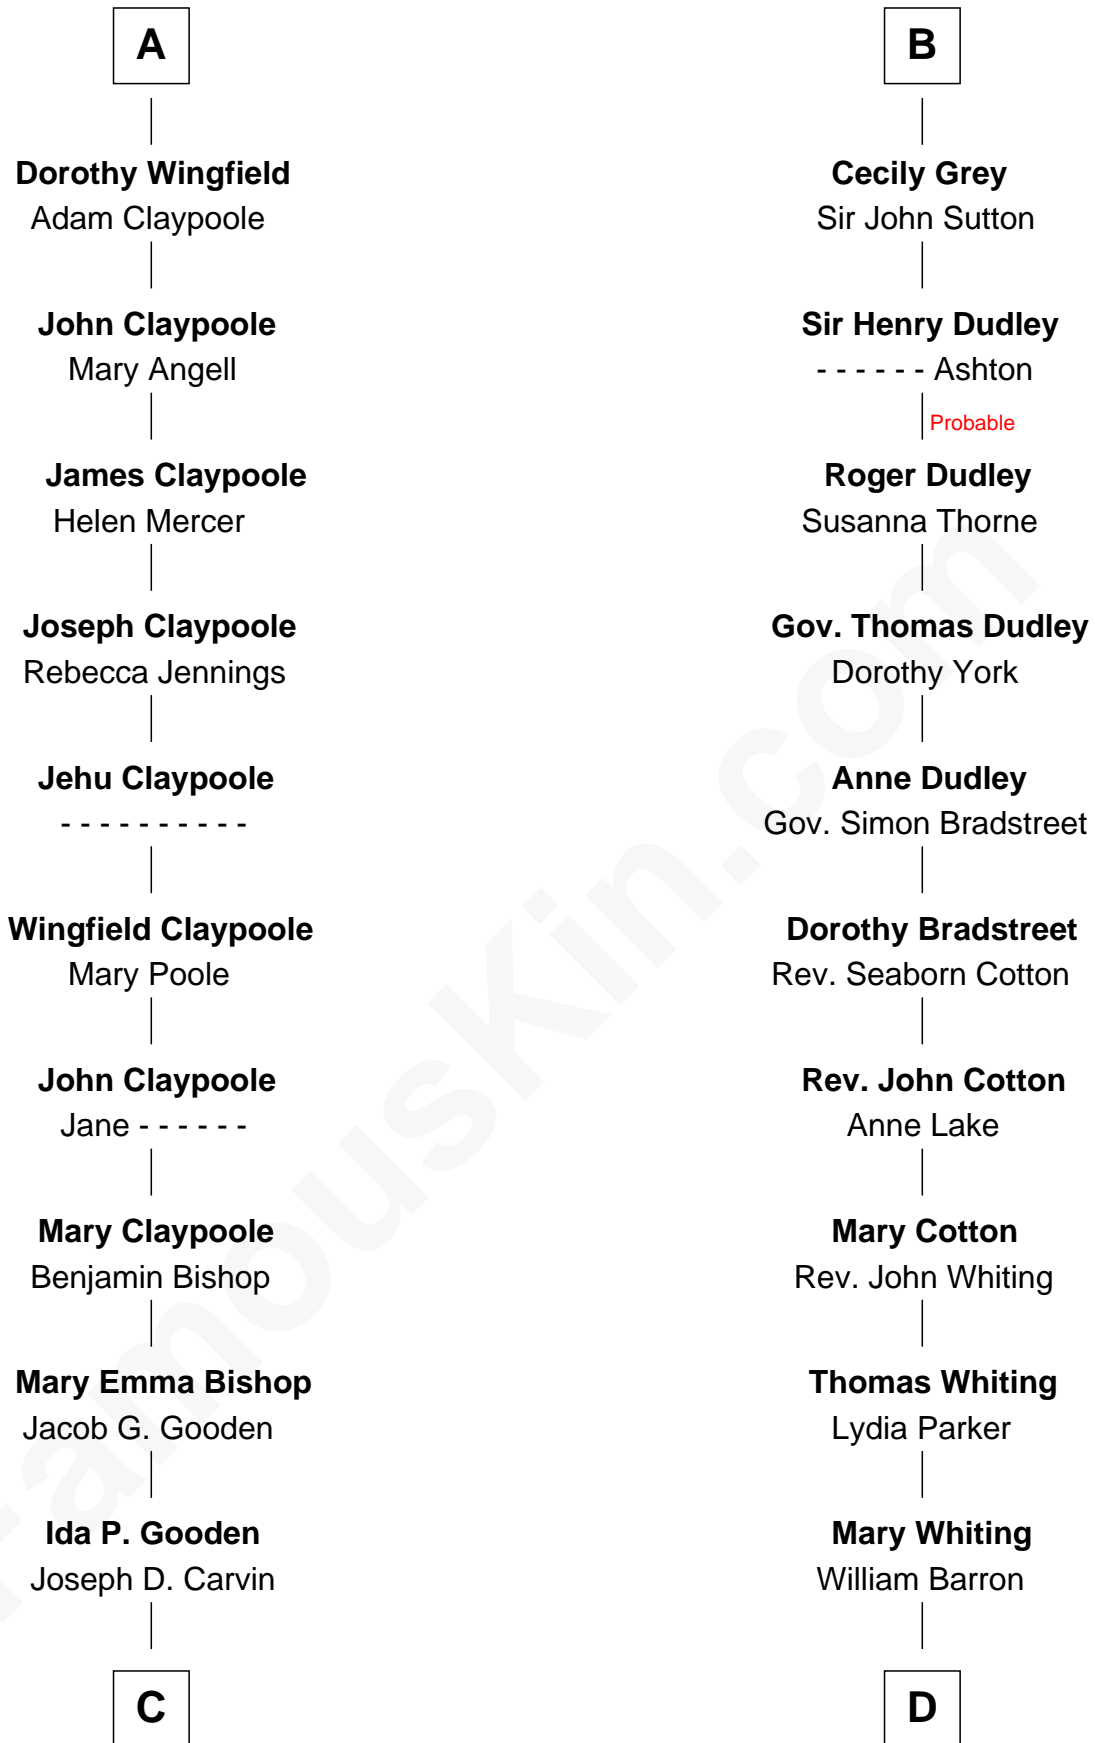 A
Dorothy Wingfield
Adam Claypoole
John Claypoole
Mary Angell
James Claypoole
Helen Mercer
Joseph Claypoole
Rebecca Jennings
Jehu Claypoole
- - - - - - - - - -
Wingfield Claypoole
Mary Poole
John Claypoole
Jane - - - - - -
Mary Claypoole
Benjamin Bishop
Mary Emma Bishop
Jacob G. Gooden
Ida P. Gooden
Joseph D. Carvin
C
B
Cecily Grey
Sir John Sutton
Sir Henry Dudley
- - - - - - Ashton
Probable
Roger Dudley
Susanna Thorne
Gov. Thomas Dudley
Dorothy York
Anne Dudley
Gov. Simon Bradstreet
Dorothy Bradstreet
Rev. Seaborn Cotton
Rev. John Cotton
Anne Lake
Mary Cotton
Rev. John Whiting
Thomas Whiting
Lydia Parker
Mary Whiting
William Barron
D
FamousKin.com